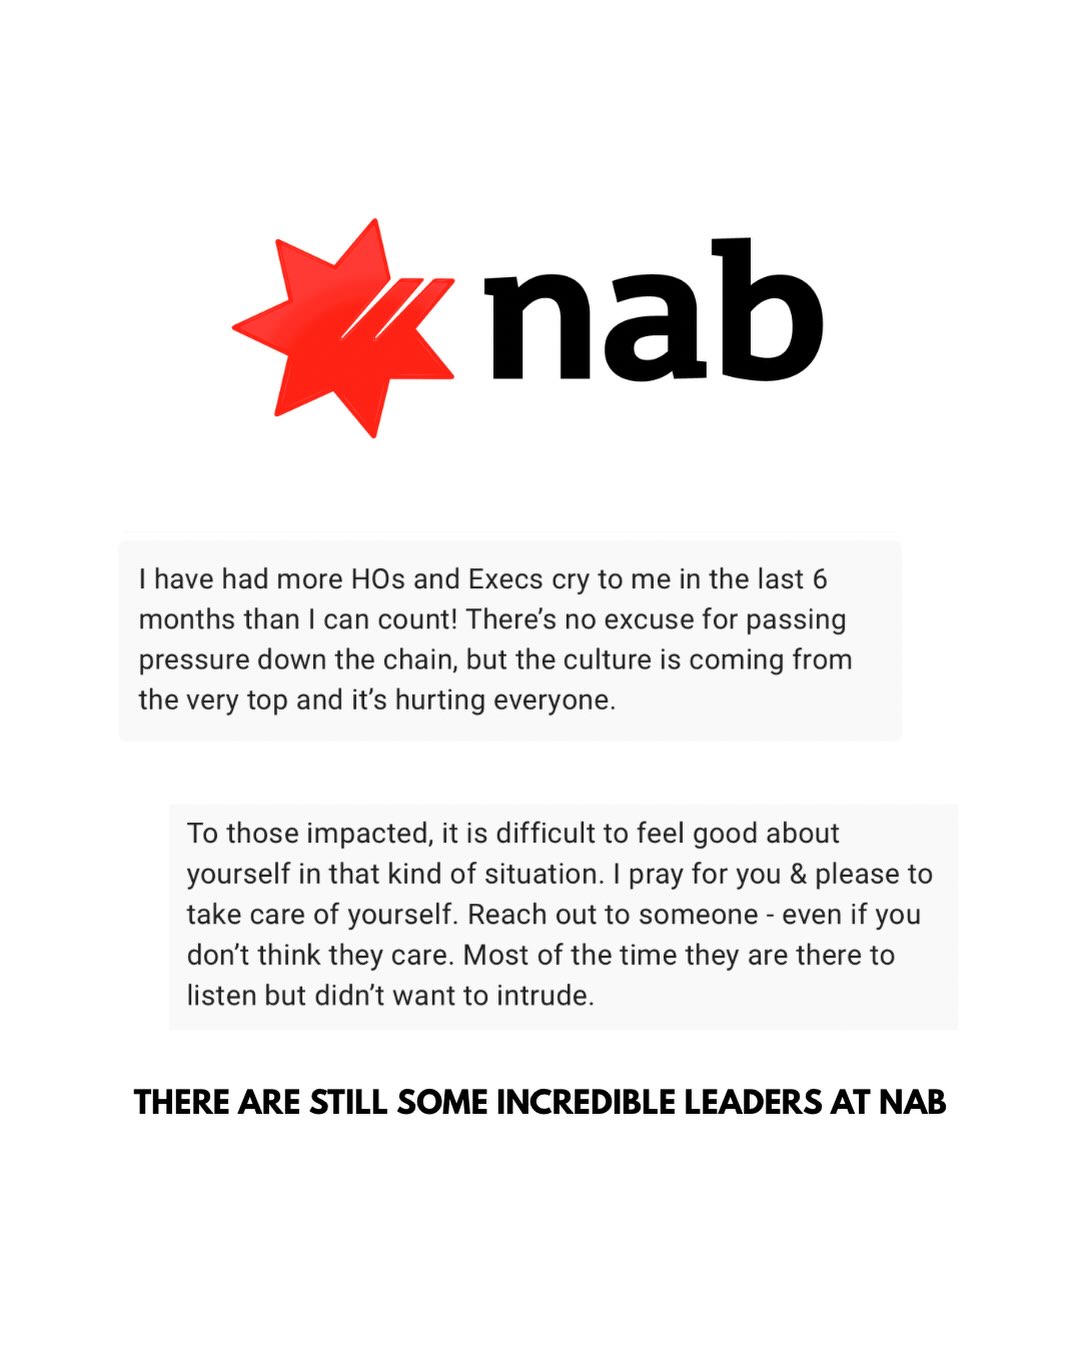 nab
I have had more HOs and Execs cry to me in the last 6
months than I can count! There’s no excuse for passing
pressure down the chain, but the culture is coming from
the very top and it’s hurting everyone.
To those impacted, it is difficult to feel good about
yourself in that kind of situation. I pray for you & please to
take care of yourself. Reach out to someone - even if you
don’t think they care. Most of the time they are there to
listen but didn’t want to intrude.
THERE ARE STILL SOME INCREDIBLE LEADERS AT NAB